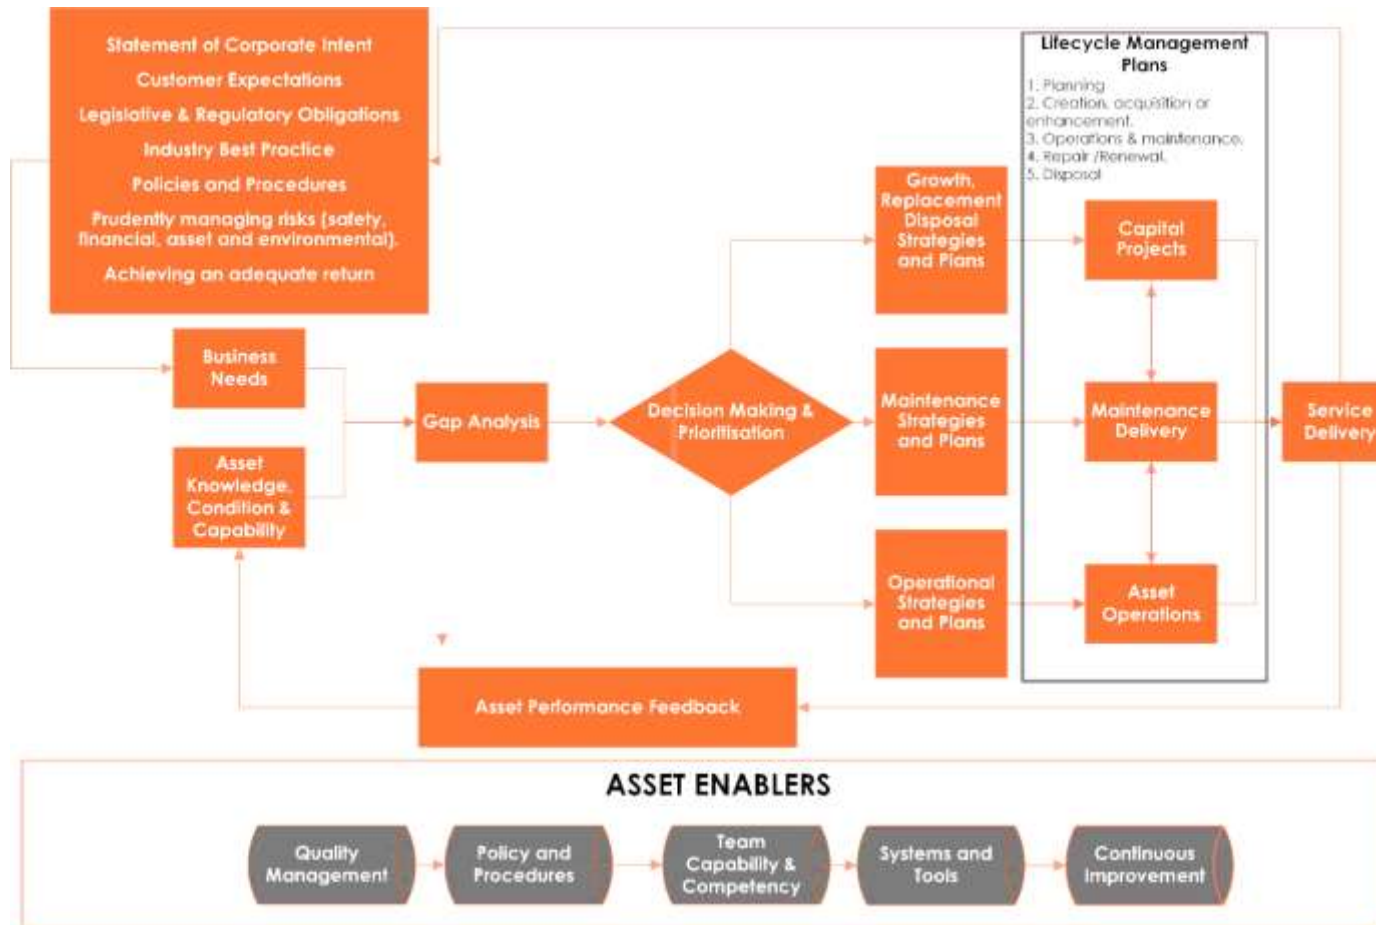 Statement of Corporate Intent
Customer Expectations
Legislative & Regulatory Obligations
Industry Best Practice
Policies and Procedures
Prudently managing risks (safety,
financial, asset and environmental).
Achieving an adequate return
Business
Needs
Asset
Knowledge,
Condition &
Capability
Gap Analysis
Decision Making &
Prioritisation
Growth,
Replacement
Disposal
Strategies
and Plans
Maintenance
Strategies
and Plans
Operational
Strategies
and Plans
Lifecycle Management
Plans
1. Planning
2. Creation, acquisition or
enhancement.
3. Operations & maintenance.
4. Repair /Renewal.
5. Disposal
Capital
Projects
Maintenance
Delivery
Asset
Operations
Service
Delivery
Asset Performance Feedback
ASSET ENABLERS
Quality
Management
Policy and
Procedures
Team
Capability &
Competency
Systems and
Tools
Continuous
Improvement